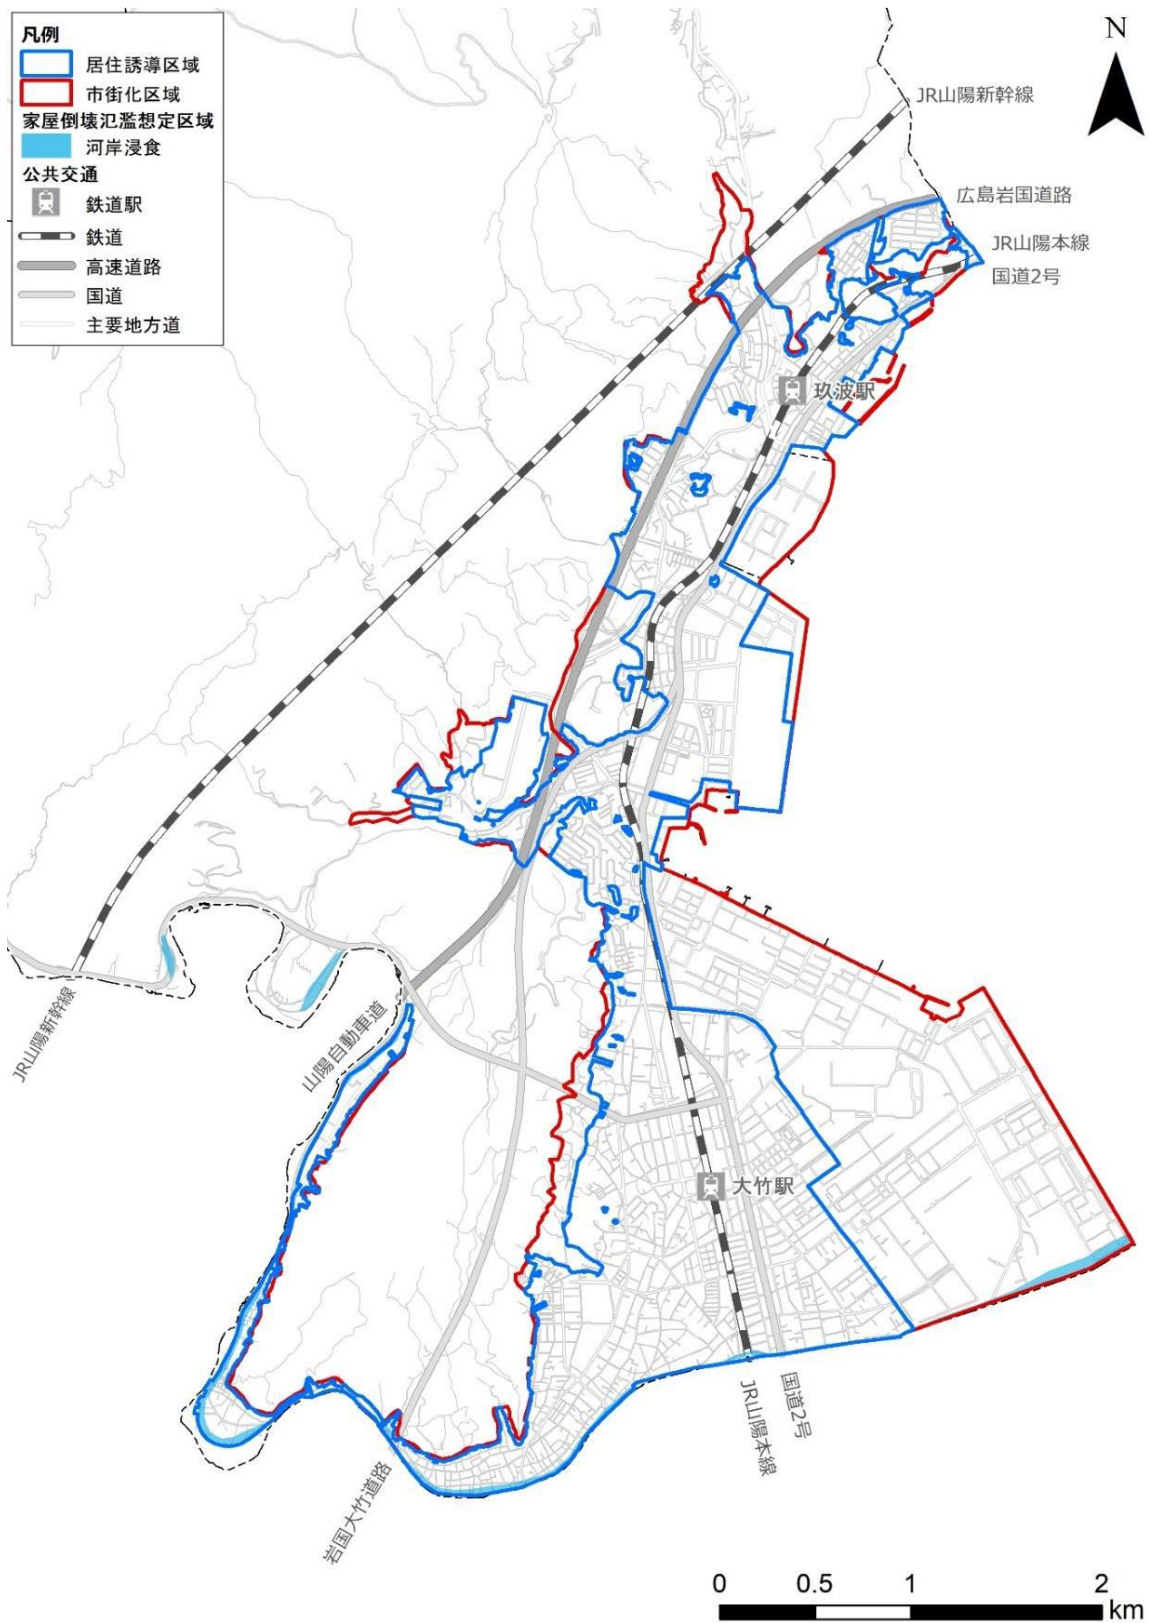 凡例
居住誘導区域
市街化区域
家屋倒壊氾濫想定区域
河岸浸食
公共交通
鉄道駅
鉄道
高速道路
国道
主要地方道
N
JR山陽新幹線
広島岩国道路
JR山陽本線
国道2号
玖波駅
JR山陽新幹線
山陽自動車道
大竹駅
岩国大竹道路
JR山陽本線
国道2号
0 0.5 1 2
km